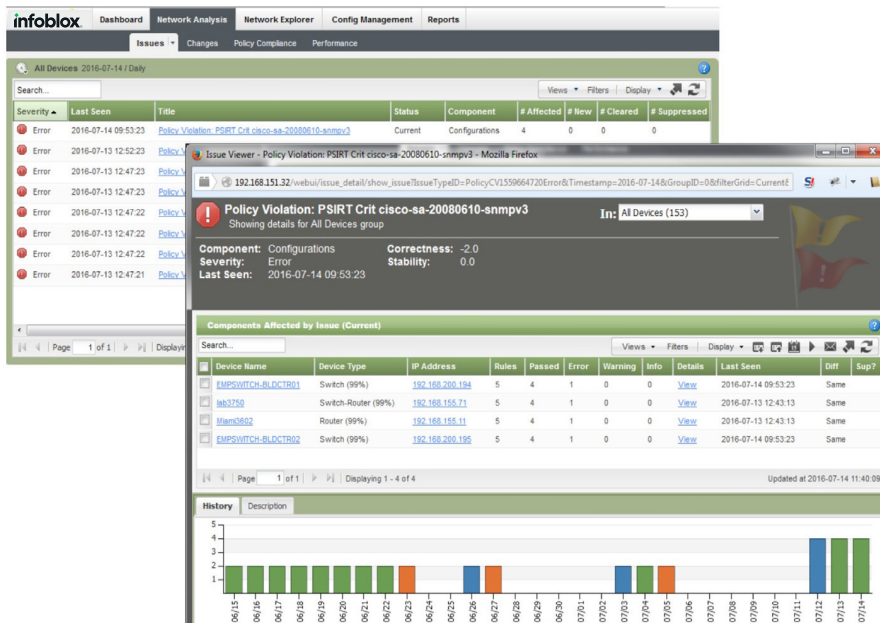 infoblox Dashboard Network Analysis Network Explorer Config Management Reports
Issues Changes Policy Compliance Performance
All Devices 2016-07-14 / Daily
Search... Views Filters Display
Severity Last Seen Title Status Component # Affected # New # Cleared # Suppressed
Error 2016-07-14 09:53:23 Policy Violation: PSIRT Crit cisco-sa-20080610-snmpv3 Current Configurations 4 0 0 0
Error 2016-07-13 12:52:23 Policy V
Error 2016-07-13 12:47:23 Policy V
Error 2016-07-13 12:47:23 Policy V
Error 2016-07-13 12:47:22 Policy V
Error 2016-07-13 12:47:22 Policy V
Error 2016-07-13 12:47:22 Policy V
Error 2016-07-13 12:47:21 Policy V
Page 1 of 1 Displayin
Issue Viewer - Policy Violation: PSIRT Crit cisco-sa-20080610-snmpv3 - Mozilla Firefox
192.168.151.32/webui/issue_detail/show_issue?IssueTypeID=PolicyCV1559664720Error&Timestamp=2016-07-14&GroupID=0&filterGrid=Current&
Policy Violation: PSIRT Crit cisco-sa-20080610-snmpv3
In: All Devices (153)
Showing details for All Devices group
Component: Configurations Correctness: -2.0
Severity: Error Stability: 0.0
Last Seen: 2016-07-14 09:53:23
Components Affected by Issue (Current)
Search... Views Filters Display
Device Name Device Type IP Address Rules Passed Error Warning Info Details Last Seen Diff Sup?
EMPSWITCH-BLDCTR01 Switch (99%) 192.168.200.194 5 4 1 0 0 View 2016-07-14 09:53:23 Same
lab3750 Switch-Router (99%) 192.168.155.71 5 4 1 0 0 View 2016-07-13 12:43:13 Same
Miami3602 Router (99%) 192.168.155.11 5 4 1 0 0 View 2016-07-13 12:43:13 Same
EMPSWITCH-BLDCTR02 Switch (99%) 192.168.200.195 5 4 1 0 0 View 2016-07-14 09:53:23 Same
Page 1 of 1 Displaying 1 - 4 of 4 Updated at 2016-07-14 11:40:09
History Description
5
4
3
2
1
06/15 06/16 06/17 06/18 06/19 06/20 06/21 06/22 06/23 06/24 06/25 06/26 06/27 06/28 06/29 06/30 07/01 07/02 07/03 07/04 07/05 07/06 07/07 07/08 07/09 07/10 07/11 07/12 07/13 07/14